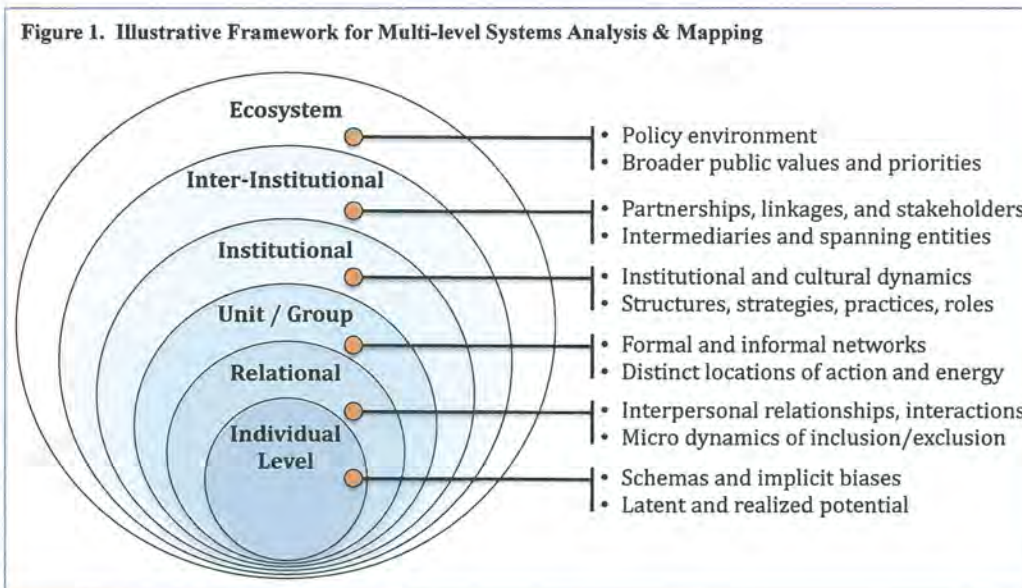 Figure 1. Illustrative Framework for Multi-level Systems Analysis & Mapping
Ecosystem
• Policy environment
• Broader public values and priorities
Inter-Institutional
• Partnerships, linkages, and stakeholders
• Intermediaries and spanning entities
Institutional
• Institutional and cultural dynamics
• Structures, strategies, practices, roles
Unit / Group
• Formal and informal networks
• Distinct locations of action and energy
Relational
• Interpersonal relationships, interactions
• Micro dynamics of inclusion/exclusion
Individual
Level
• Schemas and implicit biases
• Latent and realized potential